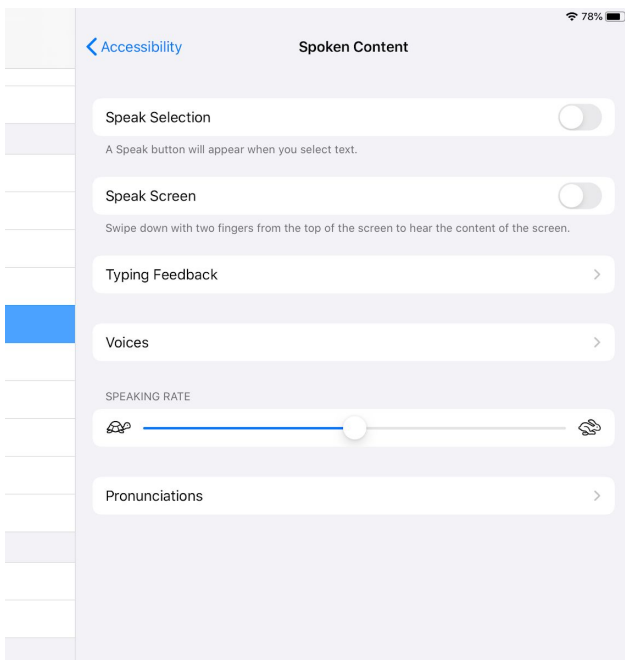 78%
Accessibility
Spoken Content
Speak Selection
A Speak button will appear when you select text.
Speak Screen
Swipe down with two fingers from the top of the screen to hear the content of the screen.
Typing Feedback
Voices
SPEAKING RATE
Pronunciations